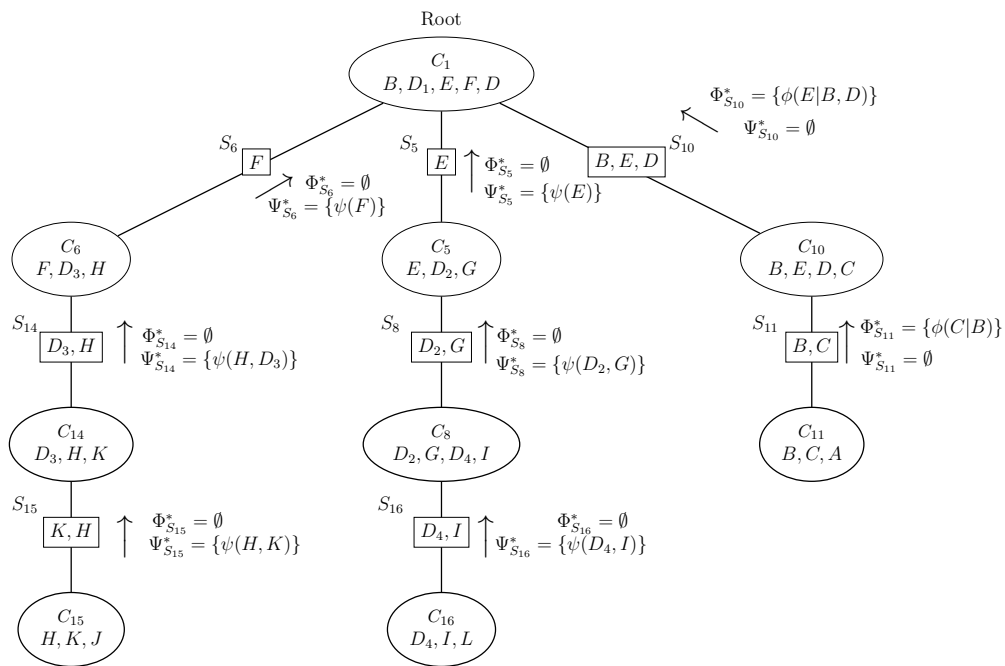 Root
C₁
B, D₁, E, F, D
Φ*_{S₁₀} = {ϕ(E|B, D)}
Ψ*_{S₁₀} = ∅
S₆
F
S₅
E
S₁₀
B, E, D
Φ*_{S₆} = ∅
Ψ*_{S₆} = {ψ(F)}
Φ*_{S₅} = ∅
Ψ*_{S₅} = {ψ(E)}
C₆
F, D₃, H
C₅
E, D₂, G
C₁₀
B, E, D, C
S₁₄
D₃, H
Φ*_{S₁₄} = ∅
Ψ*_{S₁₄} = {ψ(H, D₃)}
S₈
D₂, G
Φ*_{S₈} = ∅
Ψ*_{S₈} = {ψ(D₂, G)}
S₁₁
B, C
Φ*_{S₁₁} = {ϕ(C|B)}
Ψ*_{S₁₁} = ∅
C₁₄
D₃, H, K
C₈
D₂, G, D₄, I
C₁₁
B, C, A
S₁₅
K, H
Φ*_{S₁₅} = ∅
Ψ*_{S₁₅} = {ψ(H, K)}
S₁₆
D₄, I
Φ*_{S₁₆} = ∅
Ψ*_{S₁₆} = {ψ(D₄, I)}
C₁₅
H, K, J
C₁₆
D₄, I, L